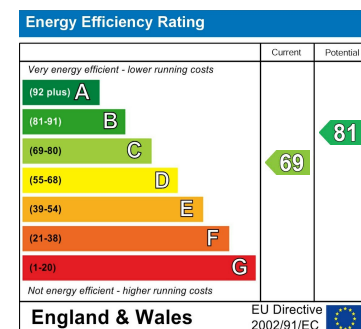 Energy Efficiency Rating
Current Potential
Very energy efficient - lower running costs
(92 plus) A
(81-91) B
(69-80) C
(55-68) D
(39-54) E
(21-38) F
(1-20) G
69
81
Not energy efficient - higher running costs
England & Wales
EU Directive
2002/91/EC